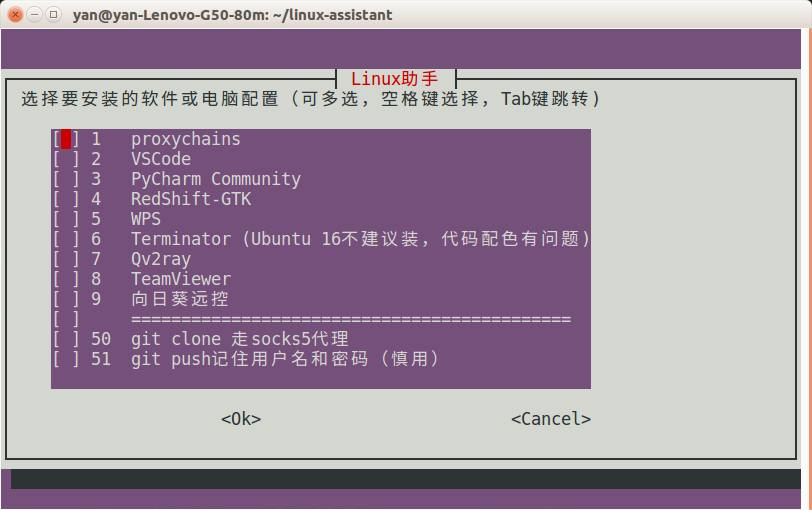 yan@yan-Lenovo-G50-80m: ~/linux-assistant
Linux助手
选择要安装的软件或电脑配置（可多选，空格键选择，Tab键跳转)
[ ] 1 proxychains
[ ] 2 VSCode
[ ] 3 PyCharm Community
[ ] 4 RedShift-GTK
[ ] 5 WPS
[ ] 6 Terminator (Ubuntu 16不建议装，代码配色有问题)
[ ] 7 Qv2ray
[ ] 8 TeamViewer
[ ] 9 向日葵远控
[ ] ============================================
[ ] 50 git clone 走socks5代理
[ ] 51 git push记住用户名和密码（慎用）
<Ok> <Cancel>